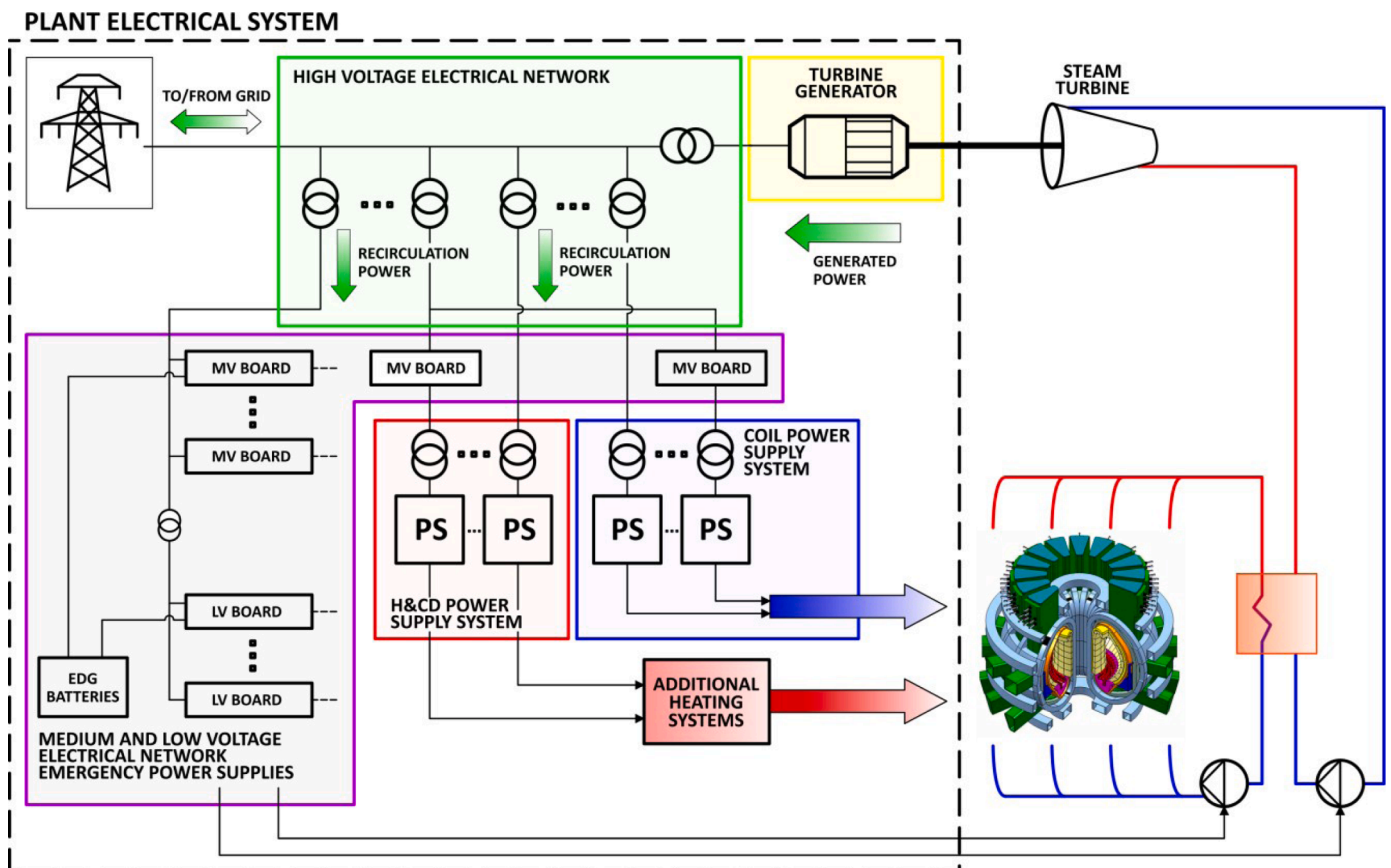 PLANT ELECTRICAL SYSTEM
HIGH VOLTAGE ELECTRICAL NETWORK
TURBINE
GENERATOR
STEAM
TURBINE
TO/FROM GRID
RECIRCULATION
POWER
RECIRCULATION
POWER
GENERATED
POWER
MV BOARD
MV BOARD
MV BOARD
MV BOARD
COIL POWER
SUPPLY
SYSTEM
PS
PS
PS
PS
H&CD POWER
SUPPLY SYSTEM
LV BOARD
LV BOARD
EDG
BATTERIES
ADDITIONAL
HEATING
SYSTEMS
MEDIUM AND LOW VOLTAGE
ELECTRICAL NETWORK
EMERGENCY POWER SUPPLIES